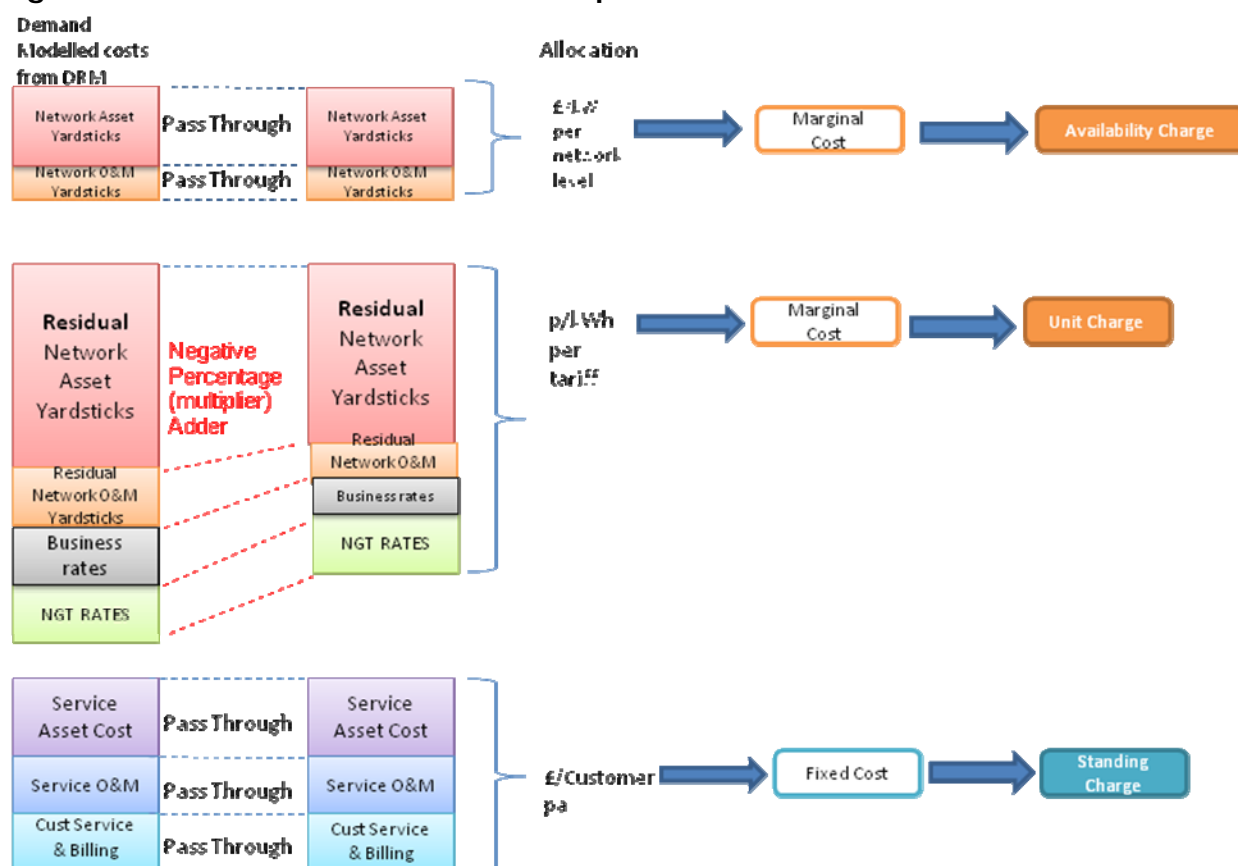 Demand
Modelled costs
from DRM
Allocation
Network Asset
Yardsticks
Pass Through
Network Asset
Yardsticks
Network O&M
Yardsticks
Pass Through
Network O&M
Yardsticks
per
network
level
Marginal
Cost
Availability Charge
Residual
Network
Asset
Yardsticks
Negative
Percentage
(multiplier)
Adder
Residual
Network
Asset
Yardsticks
p/kWh
per
tariff
Marginal
Cost
Unit Charge
Residual
Network O&M
Yardsticks
Residual
Network O&M
Business
rates
Business rates
NGT RATES
NGT RATES
Service
Asset Cost
Pass Through
Service
Asset Cost
Service O&M
Pass Through
Service O&M
Cust Service
& Billing
Pass Through
Cust Service
& Billing
£/Customer
pa
Fixed Cost
Standing
Charge